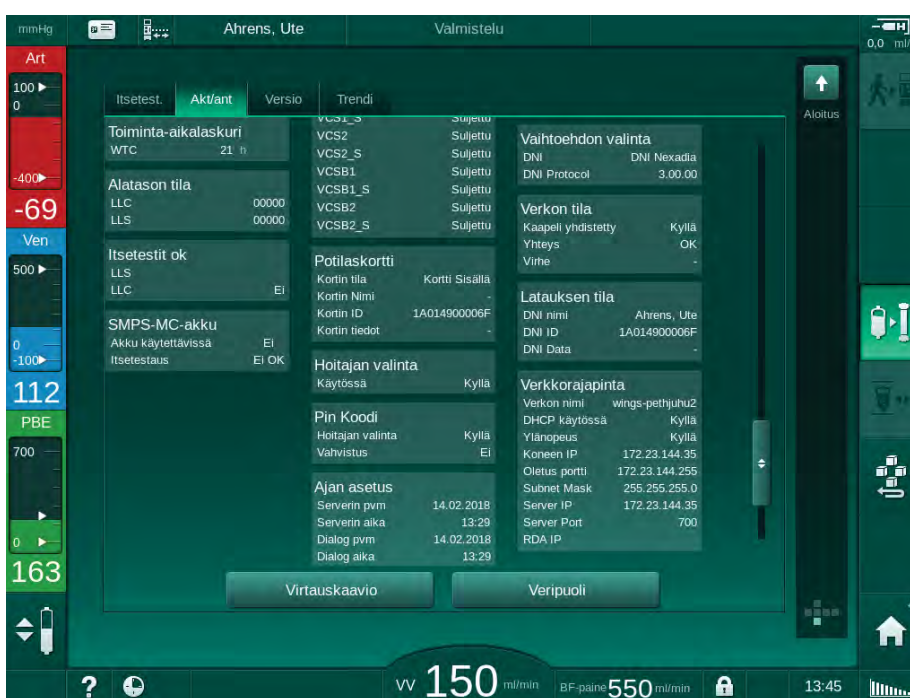 mmHg
Ahrens, Ute
Valmistelu
0,0 ml/
Art
100
0
-400
-69
Ven
500
0
-100
112
PBE
700
0
163
Itsetest.
Akt/ant
Versio
Trendi
Aloitus
Toiminta-aikalaskuri
WTC 21 h
Alatason tila
LLC 00000
LLS 00000
Itsetestit ok
LLS
LLC Ei
SMPS-MC-akku
Akku käytettävissä Ei
Itsetestaus Ei OK
VCS1_S Suljettu
VCS2 Suljettu
VCS2_S Suljettu
VCSB1 Suljettu
VCSB1_S Suljettu
VCSB2 Suljettu
VCSB2_S Suljettu
Potilaskortti
Kortin tila Kortti Sisällä
Kortin Nimi -
Kortin ID 1A014900006F
Kortin tiedot -
Hoitajan valinta
Käytössä Kyllä
Pin Koodi
Hoitajan valinta Kyllä
Vahvistus Ei
Ajan asetus
Serverin pvm 14.02.2018
Serverin aika 13:29
Dialog pvm 14.02.2018
Dialog aika 13:29
Vaihtoehdon valinta
DNI DNI Nexadia
DNI Protocol 3.00.00
Verkon tila
Kaapeli yhdistetty Kyllä
Yhteys OK
Virhe -
Latauksen tila
DNI nimi Ahrens, Ute
DNI ID 1A014900006F
DNI Data -
Verkkorajapinta
Verkon nimi wings-pethjuhu2
DHCP käytössä Kyllä
Ylänopeus Kyllä
Koneen IP 172.23.144.35
Oletus portti 172.23.144.255
Subnet Mask 255.255.255.0
Server IP 172.23.144.35
Server Port 700
RDA IP
Virtauskaavio
Veripuoli
?
VV 150 ml/min
BF-paine 550 ml/min
13:45